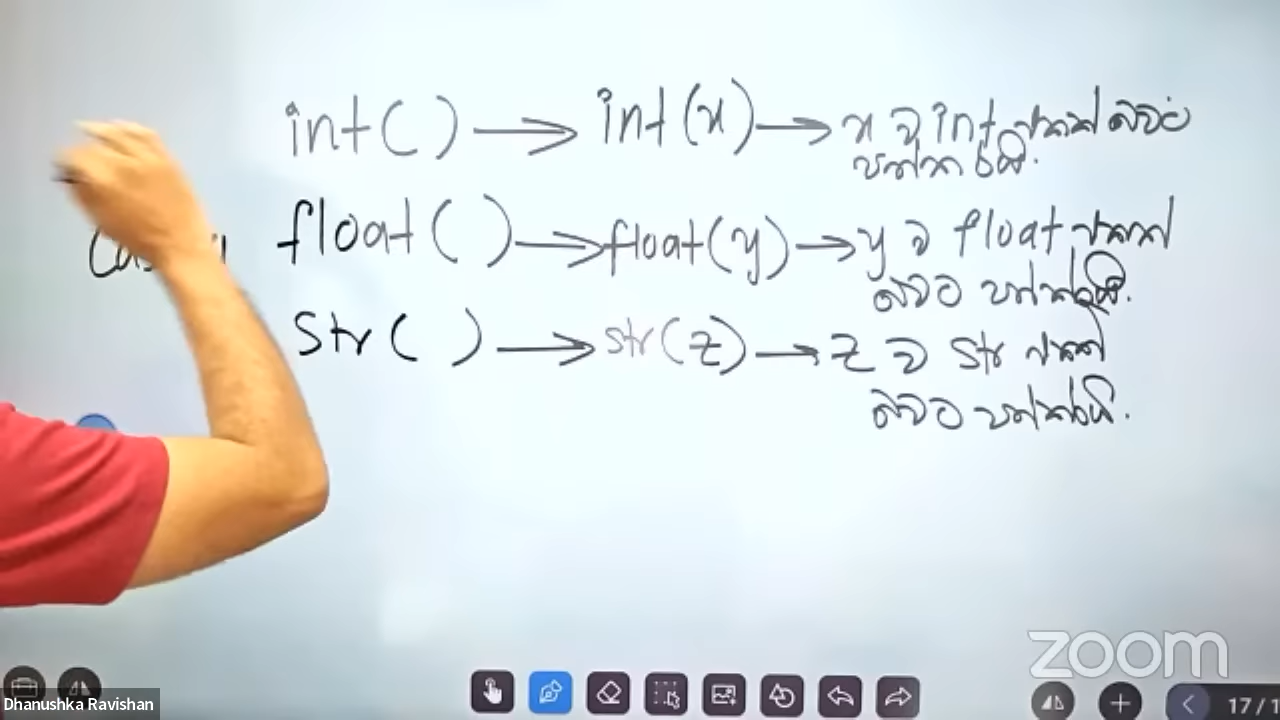 int( ) → int(x) → x ව int එකක් බවට
පත් කරයි.
float( ) → float(y) → y ව float එකක්
බවට පත් කරයි.
str( ) → str(z) → z ව str එකක්
බවට පත් කරයි.
zoom
Dhanushka Ravishan